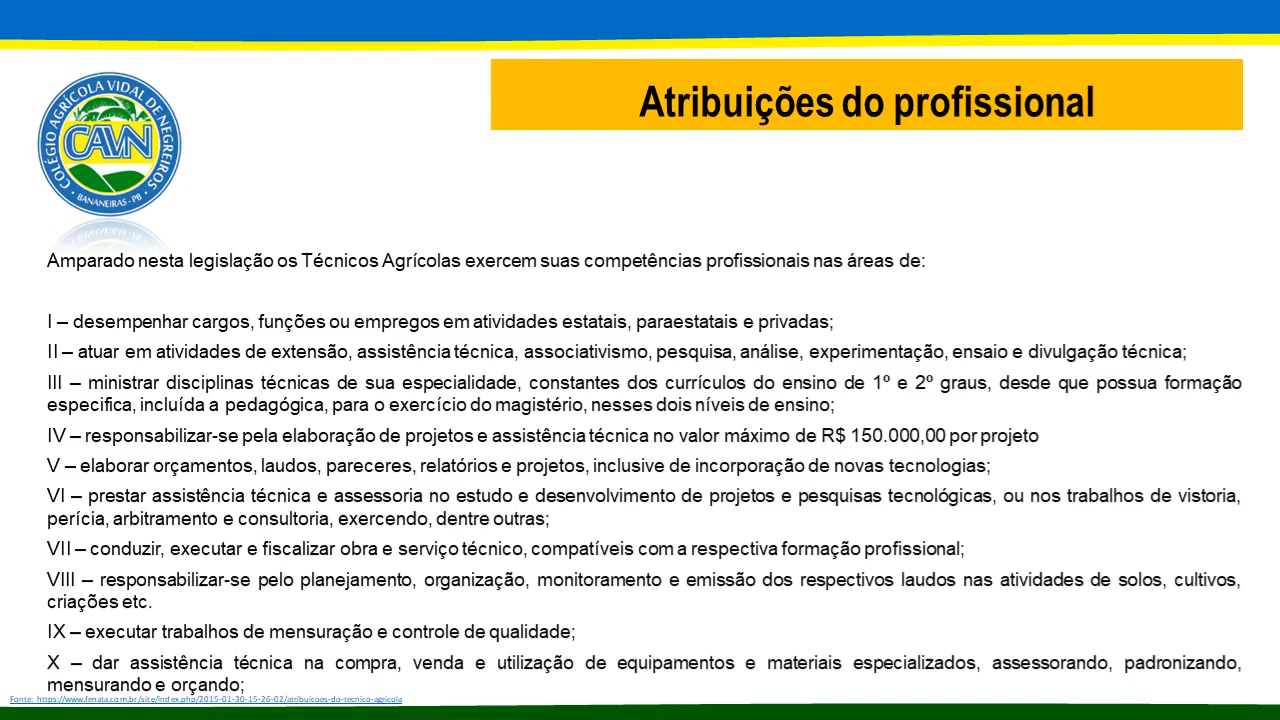 Atribuições do profissional
COLÉGIO AGRÍCOLA VIDAL DE NEGREIROS
CAVN
BANANEIRAS - PB
Amparado nesta legislação os Técnicos Agrícolas exercem suas competências profissionais nas áreas de:
I – desempenhar cargos, funções ou empregos em atividades estatais, paraestatais e privadas;
II – atuar em atividades de extensão, assistência técnica, associativismo, pesquisa, análise, experimentação, ensaio e divulgação técnica;
III – ministrar disciplinas técnicas de sua especialidade, constantes dos currículos do ensino de 1º e 2º graus, desde que possua formação
especifica, incluída a pedagógica, para o exercício do magistério, nesses dois níveis de ensino;
IV – responsabilizar-se pela elaboração de projetos e assistência técnica no valor máximo de R$ 150.000,00 por projeto
V – elaborar orçamentos, laudos, pareceres, relatórios e projetos, inclusive de incorporação de novas tecnologias;
VI – prestar assistência técnica e assessoria no estudo e desenvolvimento de projetos e pesquisas tecnológicas, ou nos trabalhos de vistoria,
perícia, arbitramento e consultoria, exercendo, dentre outras;
VII – conduzir, executar e fiscalizar obra e serviço técnico, compatíveis com a respectiva formação profissional;
VIII – responsabilizar-se pelo planejamento, organização, monitoramento e emissão dos respectivos laudos nas atividades de solos, cultivos,
criações etc.
IX – executar trabalhos de mensuração e controle de qualidade;
X – dar assistência técnica na compra, venda e utilização de equipamentos e materiais especializados, assessorando, padronizando,
mensurando e orçando;
Fonte: https://www.fenata.com.br/site/index.php/2015-01-30-15-26-02/atribuicoes-do-tecnico-agricola